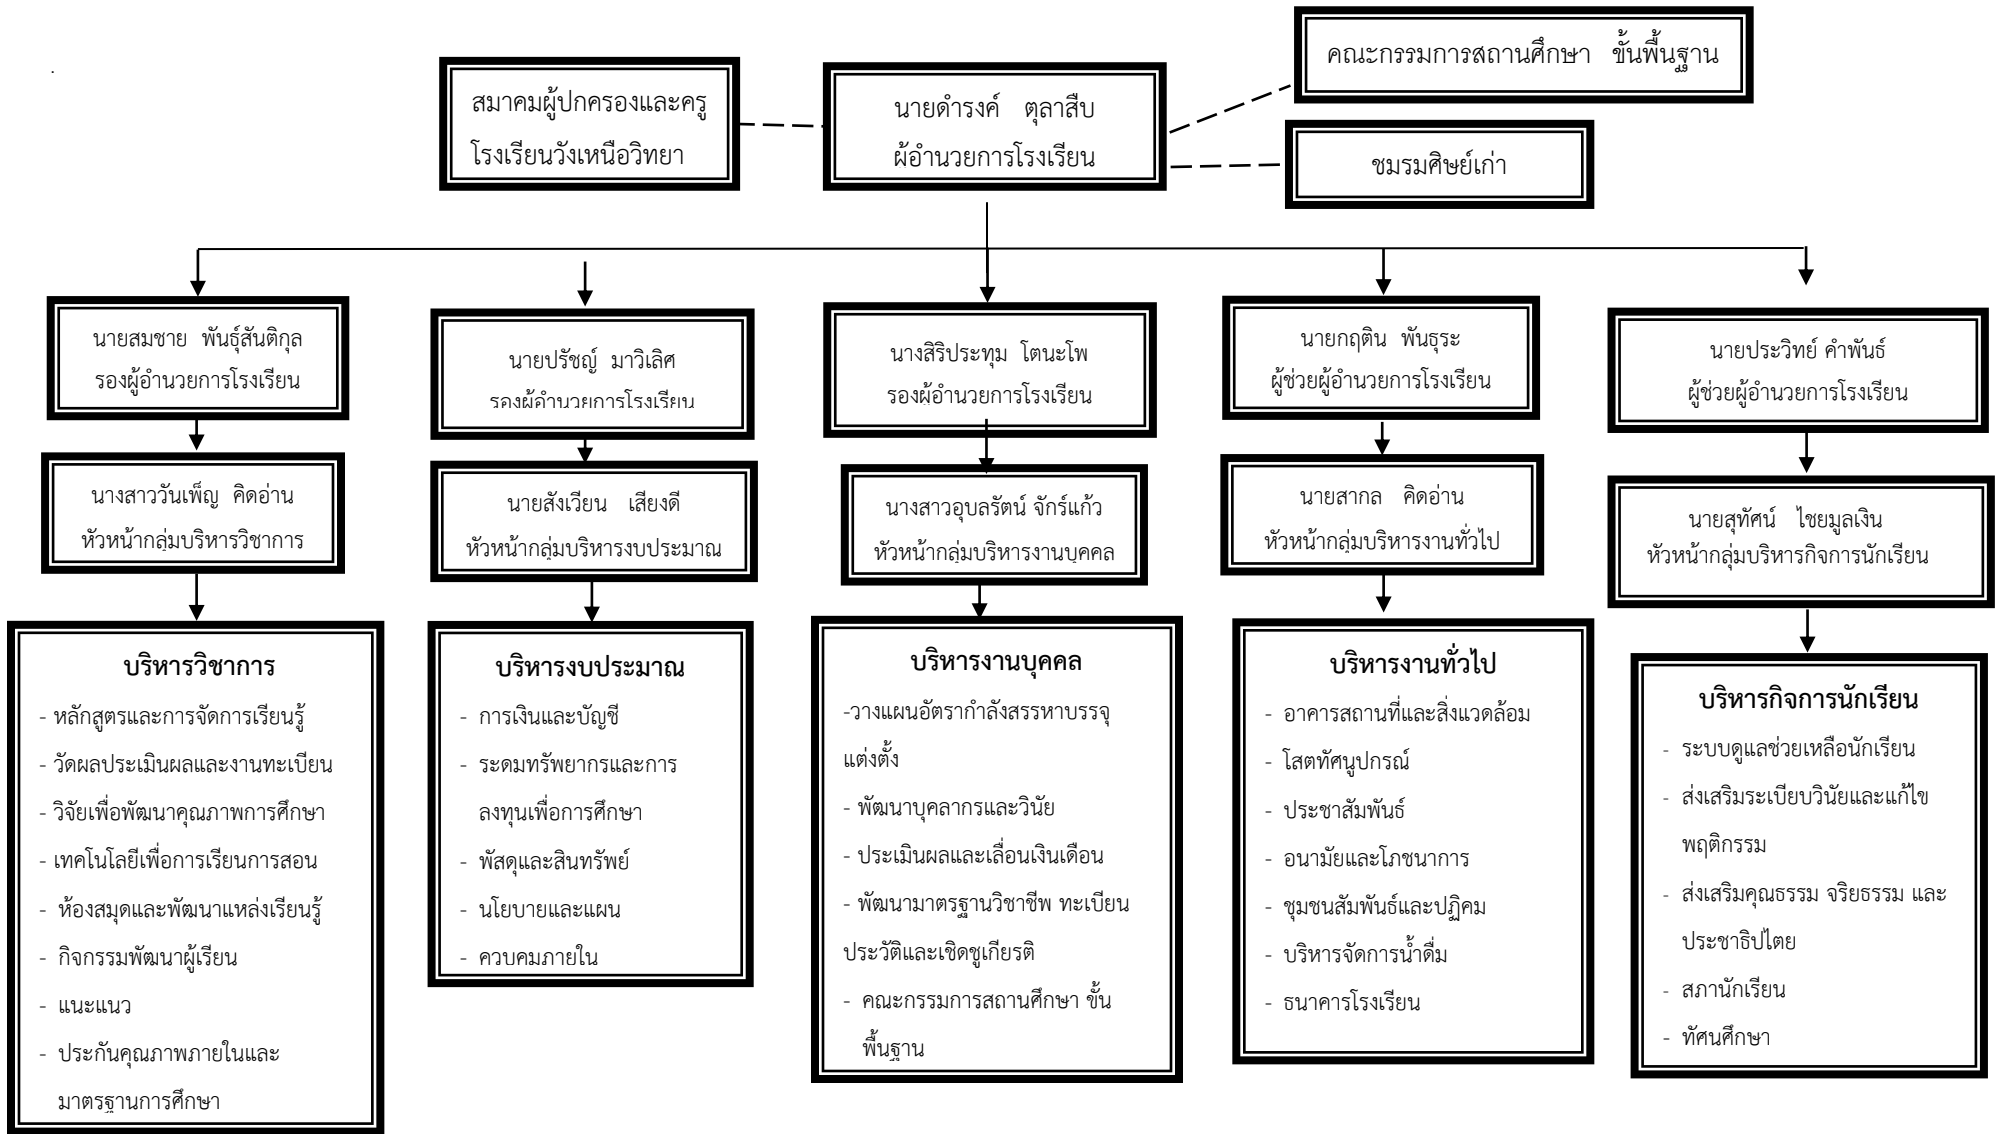 สมาคมผู้ปกครองและครู
โรงเรียนวังเหนือวิทยา
นายดำรงค์ ตุลาสืบ
ผ้อำนวยการโรงเรียน
คณะกรรมการสถานศึกษา ขั้นพื้นฐาน
ชมรมศิษย์เก่า
นายสมชาย พันธุ์สันติกุล
รองผู้อำนวยการโรงเรียน
นายปรัชญ์ มาวิเลิศ
รองผู้อำนวยการโรงเรียน
นางสิริประทุม โตนะโพ
รองผู้อำนวยการโรงเรียน
นายกฤติน พันธุระ
ผู้ช่วยผู้อำนวยการโรงเรียน
นายประวิทย์ คำพันธ์
ผู้ช่วยผู้อำนวยการโรงเรียน
นางสาววันเพ็ญ คิดอ่าน
หัวหน้ากลุ่มบริหารวิชาการ
นายสังเวียน เสียงดี
หัวหน้ากลุ่มบริหารงบประมาณ
นางสาวอุบลรัตน์ จักร์แก้ว
หัวหน้ากลุ่มบริหารงานบุคคล
นายสากล คิดอ่าน
หัวหน้ากลุ่มบริหารงานทั่วไป
นายสุทัศน์ ไชยมูลเงิน
หัวหน้ากลุ่มบริหารกิจการนักเรียน
บริหารวิชาการ
- หลักสูตรและการจัดการเรียนรู้
- วัดผลประเมินผลและงานทะเบียน
- วิจัยเพื่อพัฒนาคุณภาพการศึกษา
- เทคโนโลยีเพื่อการเรียนการสอน
- ห้องสมุดและพัฒนาแหล่งเรียนรู้
- กิจกรรมพัฒนาผู้เรียน
- แนะแนว
- ประกันคุณภาพภายในและ
มาตรฐานการศึกษา
บริหารงบประมาณ
- การเงินและบัญชี
- ระดมทรัพยากรและการ
ลงทุนเพื่อการศึกษา
- พัสดุและสินทรัพย์
- นโยบายและแผน
- ควบคุมภายใน
บริหารงานบุคคล
-วางแผนอัตรากำลังสรรหาบรรจุ
แต่งตั้ง
- พัฒนาบุคลากรและวินัย
- ประเมินผลและเลื่อนเงินเดือน
- พัฒนามาตรฐานวิชาชีพ ทะเบียน
ประวัติและเชิดชูเกียรติ
- คณะกรรมการสถานศึกษา ขั้น
พื้นฐาน
บริหารงานทั่วไป
- อาคารสถานที่และสิ่งแวดล้อม
- โสตทัศนูปกรณ์
- ประชาสัมพันธ์
- อนามัยและโภชนาการ
- ชุมชนสัมพันธ์และปฏิคม
- บริหารจัดการน้ำดื่ม
- ธนาคารโรงเรียน
บริหารกิจการนักเรียน
- ระบบดูแลช่วยเหลือนักเรียน
- ส่งเสริมระเบียบวินัยและแก้ไข
พฤติกรรม
- ส่งเสริมคุณธรรม จริยธรรม และ
ประชาธิปไตย
- สภานักเรียน
- ทัศนศึกษา